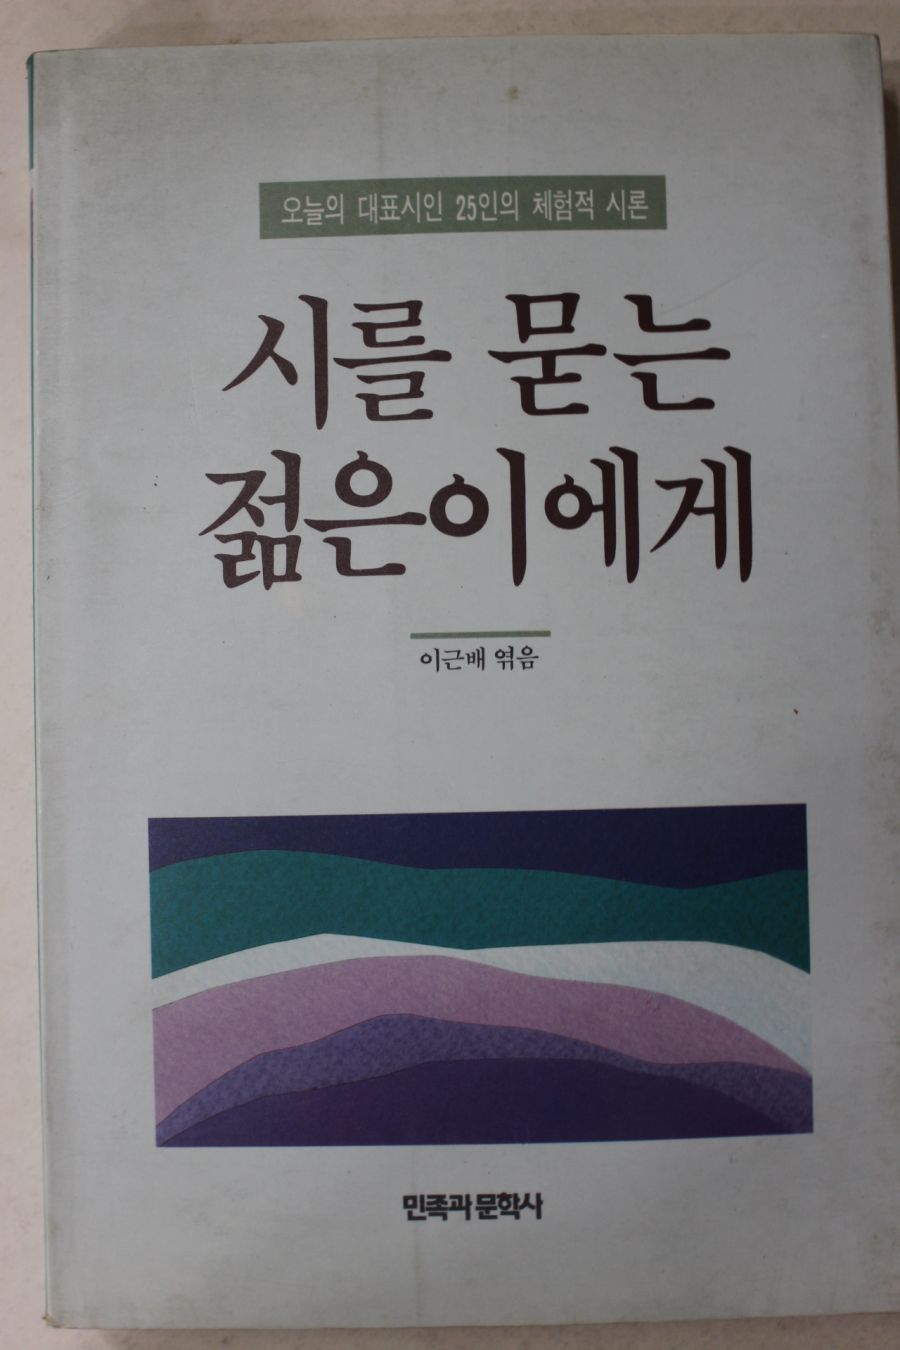 오늘의 대표시인 25인의 체험적 시론
시를 묻는
젊은이에게
이근배 엮음
민족과 문학사